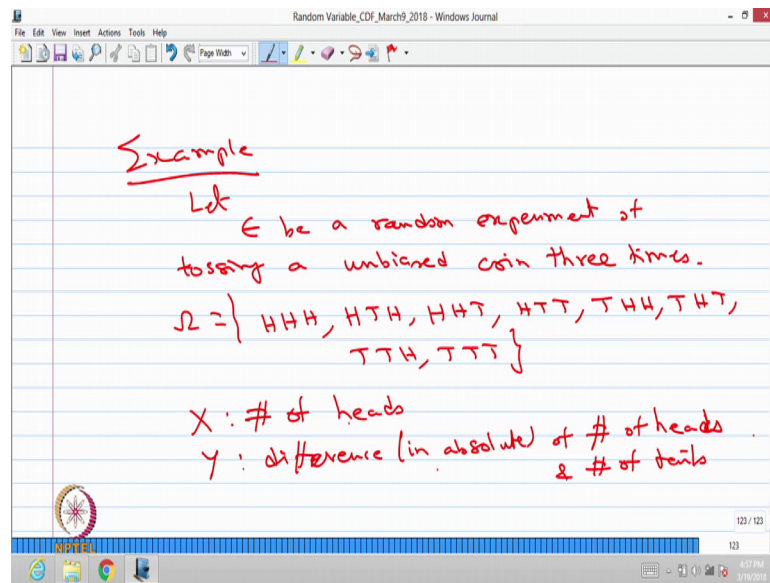 Random Variable_CDF_March9_2018 - Windows Journal
File Edit View Insert Actions Tools Help
Page Width
Example
Let
E be a random experiment of
tossing a unbiased coin three times.
Ω = { HHH, HTH, HHT, HTT, THH, THT,
TTH, TTT }
X : # of heads
Y : difference (in absolute) of # of heads
& # of tails
NPTEL
123 / 123
123
4:57 PM
3/19/2018